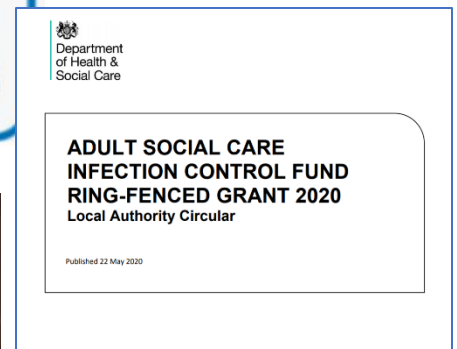 Department
of Health &
Social Care
ADULT SOCIAL CARE
INFECTION CONTROL FUND
RING-FENCED GRANT 2020
Local Authority Circular
Published 22 May 2020